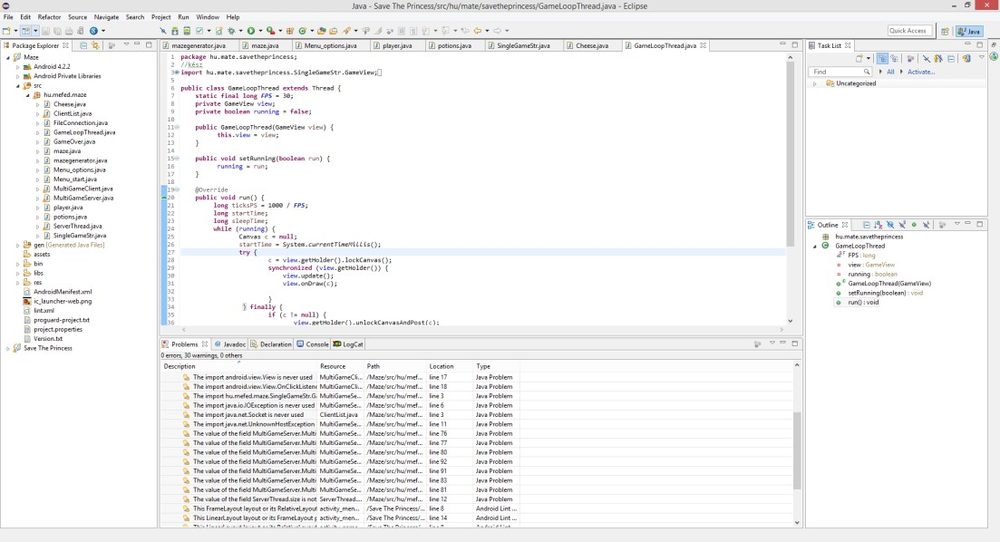 Java - Save The Princess/src/hu/mate/savetheprincess/GameLoopThread.java - Eclipse
File Edit Refactor Source Navigate Search Project Run Window Help
Quick Access
Java
Package Explorer
Maze
Android 4.2.2
Android Private Libraries
src
hu.mefed.maze
Cheese.java
ClientList.java
FileConnection.java
GameLoopThread.java
GameOver.java
maze.java
mazegenerator.java
Menu_options.java
Menu_start.java
MultiGameClient.java
MultiGameServer.java
player.java
potions.java
ServerThread.java
SingleGameStr.java
gen [Generated Java Files]
assets
bin
libs
res
AndroidManifest.xml
ic_launcher-web.png
lint.xml
proguard-project.txt
project.properties
Version.txt
Save The Princess
mazegenerator.java
maze.java
Menu_options.java
player.java
potions.java
SingleGameStr.java
Cheese.java
GameLoopThread.java
1 package hu.mate.savetheprincess;
2 //kész
3 import hu.mate.savetheprincess.SingleGameStr.GameView;
5
6 public class GameLoopThread extends Thread {
7 static final long FPS = 30;
8 private GameView view;
9 private boolean running = false;
10
11 public GameLoopThread(GameView view) {
12 this.view = view;
13 }
14
15 public void setRunning(boolean run) {
16 running = run;
17 }
18
19 @Override
20 public void run() {
21 long ticksPS = 1000 / FPS;
22 long startTime;
23 long sleepTime;
24 while (running) {
25 Canvas c = null;
26 startTime = System.currentTimeMillis();
27 try {
28 c = view.getHolder().lockCanvas();
29 synchronized (view.getHolder()) {
30 view.update();
31 view.onDraw(c);
32
33 }
34 } finally {
35 if (c != null) {
36 view.getHolder().unlockCanvasAndPost(c);
Problems
Javadoc
Declaration
Console
LogCat
0 errors, 30 warnings, 0 others
Description Resource Path Location Type
The import android.view.View is never used MultiGameCli... /Maze/src/hu/mef... line 17 Java Problem
The import android.view.View.OnClickListene MultiGameCli... /Maze/src/hu/mef... line 18 Java Problem
The import hu.mefed.maze.SingleGameStr.G MultiGameSe... /Maze/src/hu/mef... line 3 Java Problem
The import java.io.IOException is never used MultiGameSe... /Maze/src/hu/mef... line 6 Java Problem
The import java.net.Socket is never used ClientList.java /Maze/src/hu/mef... line 3 Java Problem
The import java.net.UnknownHostException MultiGameSe... /Maze/src/hu/mef... line 11 Java Problem
The value of the field MultiGameServer.Multi MultiGameSe... /Maze/src/hu/mef... line 76 Java Problem
The value of the field MultiGameServer.Multi MultiGameSe... /Maze/src/hu/mef... line 77 Java Problem
The value of the field MultiGameServer.Multi MultiGameSe... /Maze/src/hu/mef... line 80 Java Problem
The value of the field MultiGameServer.Multi MultiGameSe... /Maze/src/hu/mef... line 92 Java Problem
The value of the field MultiGameServer.Multi MultiGameSe... /Maze/src/hu/mef... line 91 Java Problem
The value of the field MultiGameServer.Multi MultiGameSe... /Maze/src/hu/mef... line 83 Java Problem
The value of the field MultiGameServer.Multi MultiGameSe... /Maze/src/hu/mef... line 81 Java Problem
The value of the field ServerThread.size is not ServerThread.... /Maze/src/hu/mef... line 12 Java Problem
This FrameLayout layout or its RelativeLayout activity_men... /Save The Princess/... line 8 Android Lint ...
This LinearLayout layout or its FrameLayout p activity_men... /Save The Princess/... line 14 Android Lint ...
Task List
Find
All
Activate...
Uncategorized
Outline
hu.mate.savetheprincess
GameLoopThread
FPS : long
view : GameView
running : boolean
GameLoopThread(GameView)
setRunning(boolean) : void
run() : void